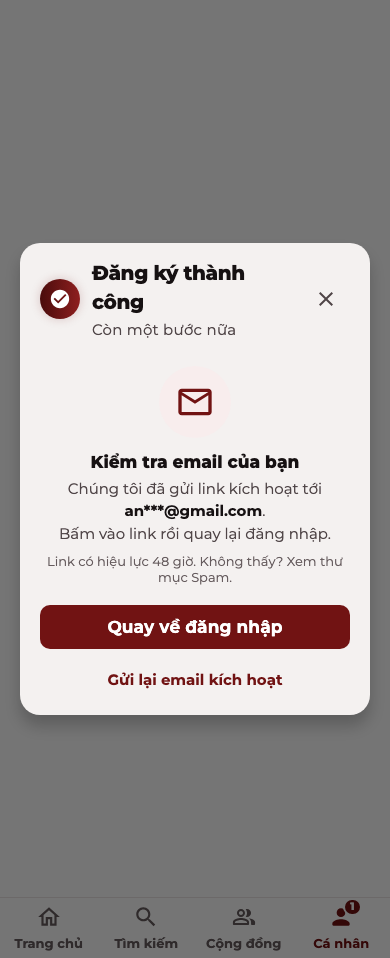 Đăng ký thành
công
Còn một bước nữa
Kiểm tra email của bạn
Chúng tôi đã gửi link kích hoạt tới
an***@gmail.com.
Bấm vào link rồi quay lại đăng nhập.
Link có hiệu lực 48 giờ. Không thấy? Xem thư
mục Spam.
Quay về đăng nhập
Gửi lại email kích hoạt
1
Trang chủ
Tìm kiếm
Cộng đồng
Cá nhân